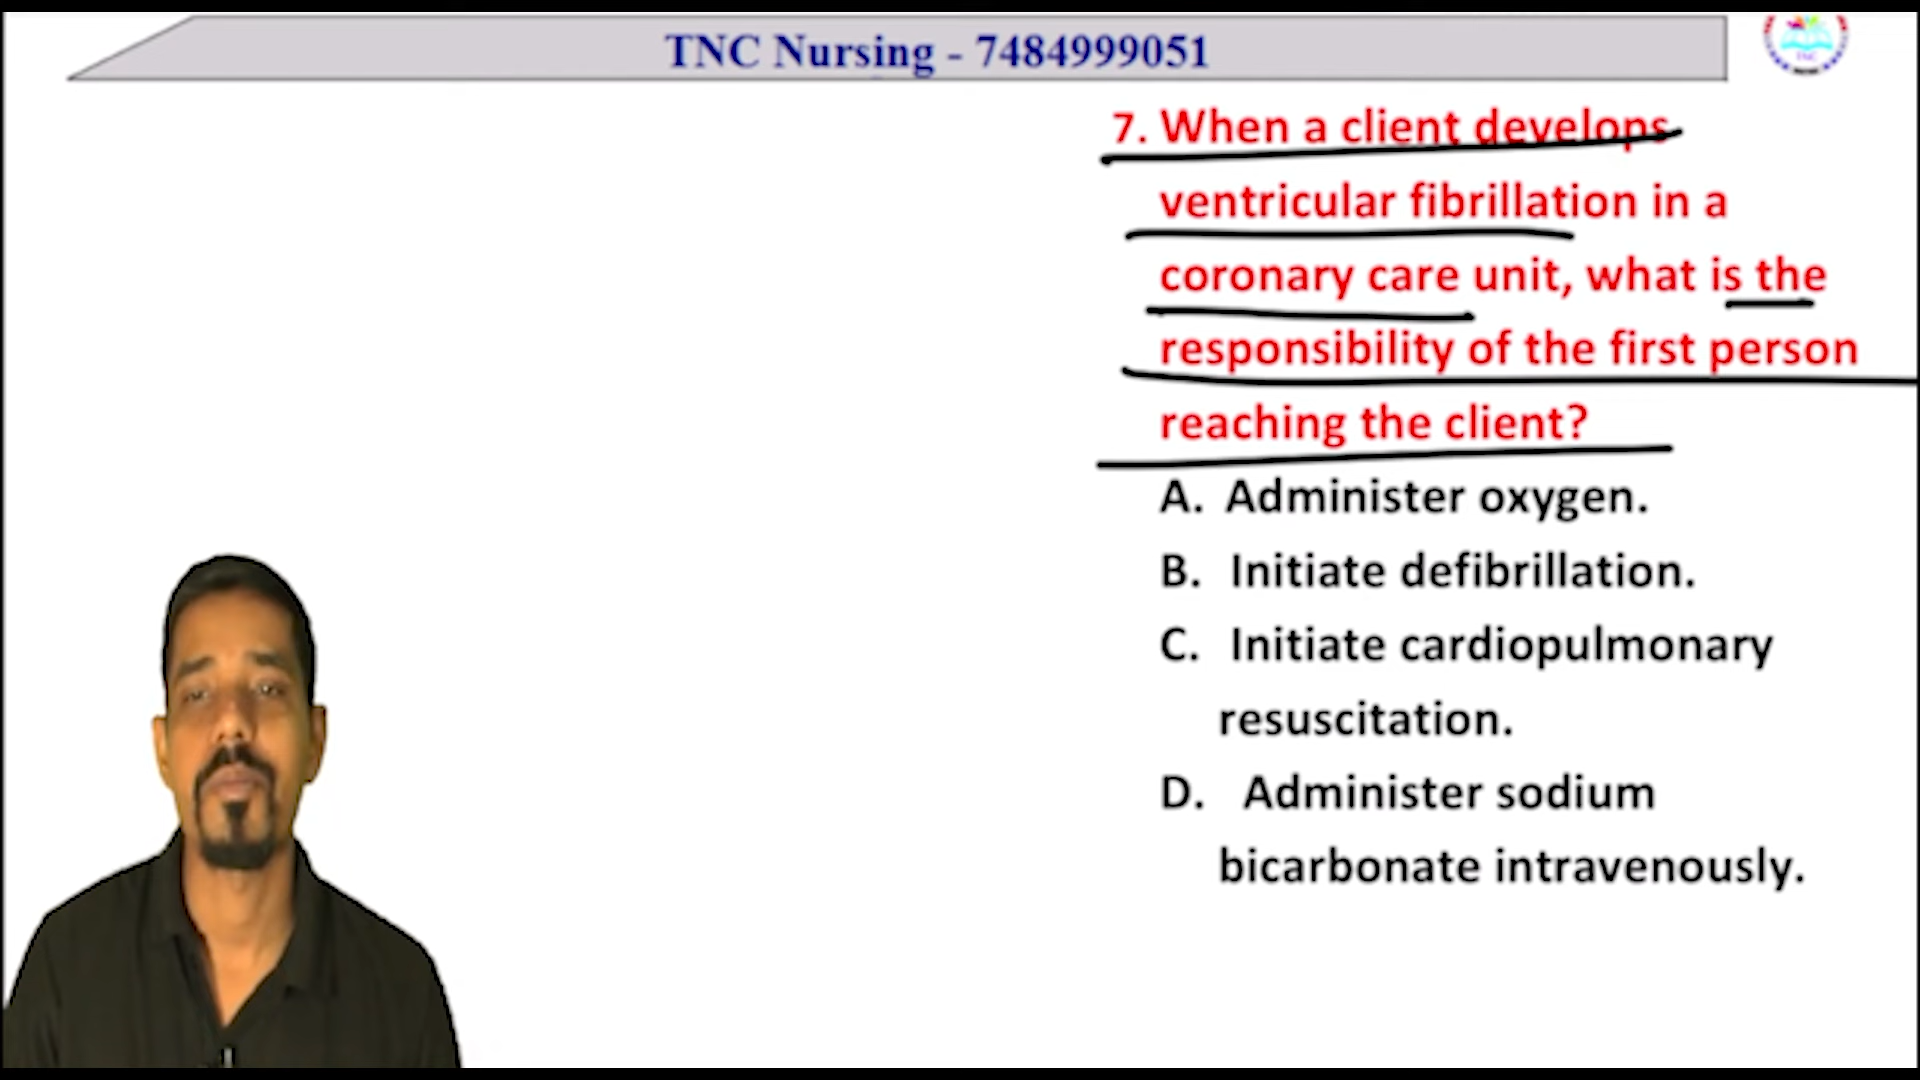 TNC Nursing - 7484999051
TNC
7. When a client develops
ventricular fibrillation in a
coronary care unit, what is the
responsibility of the first person
reaching the client?
A. Administer oxygen.
B. Initiate defibrillation.
C. Initiate cardiopulmonary
resuscitation.
D. Administer sodium
bicarbonate intravenously.